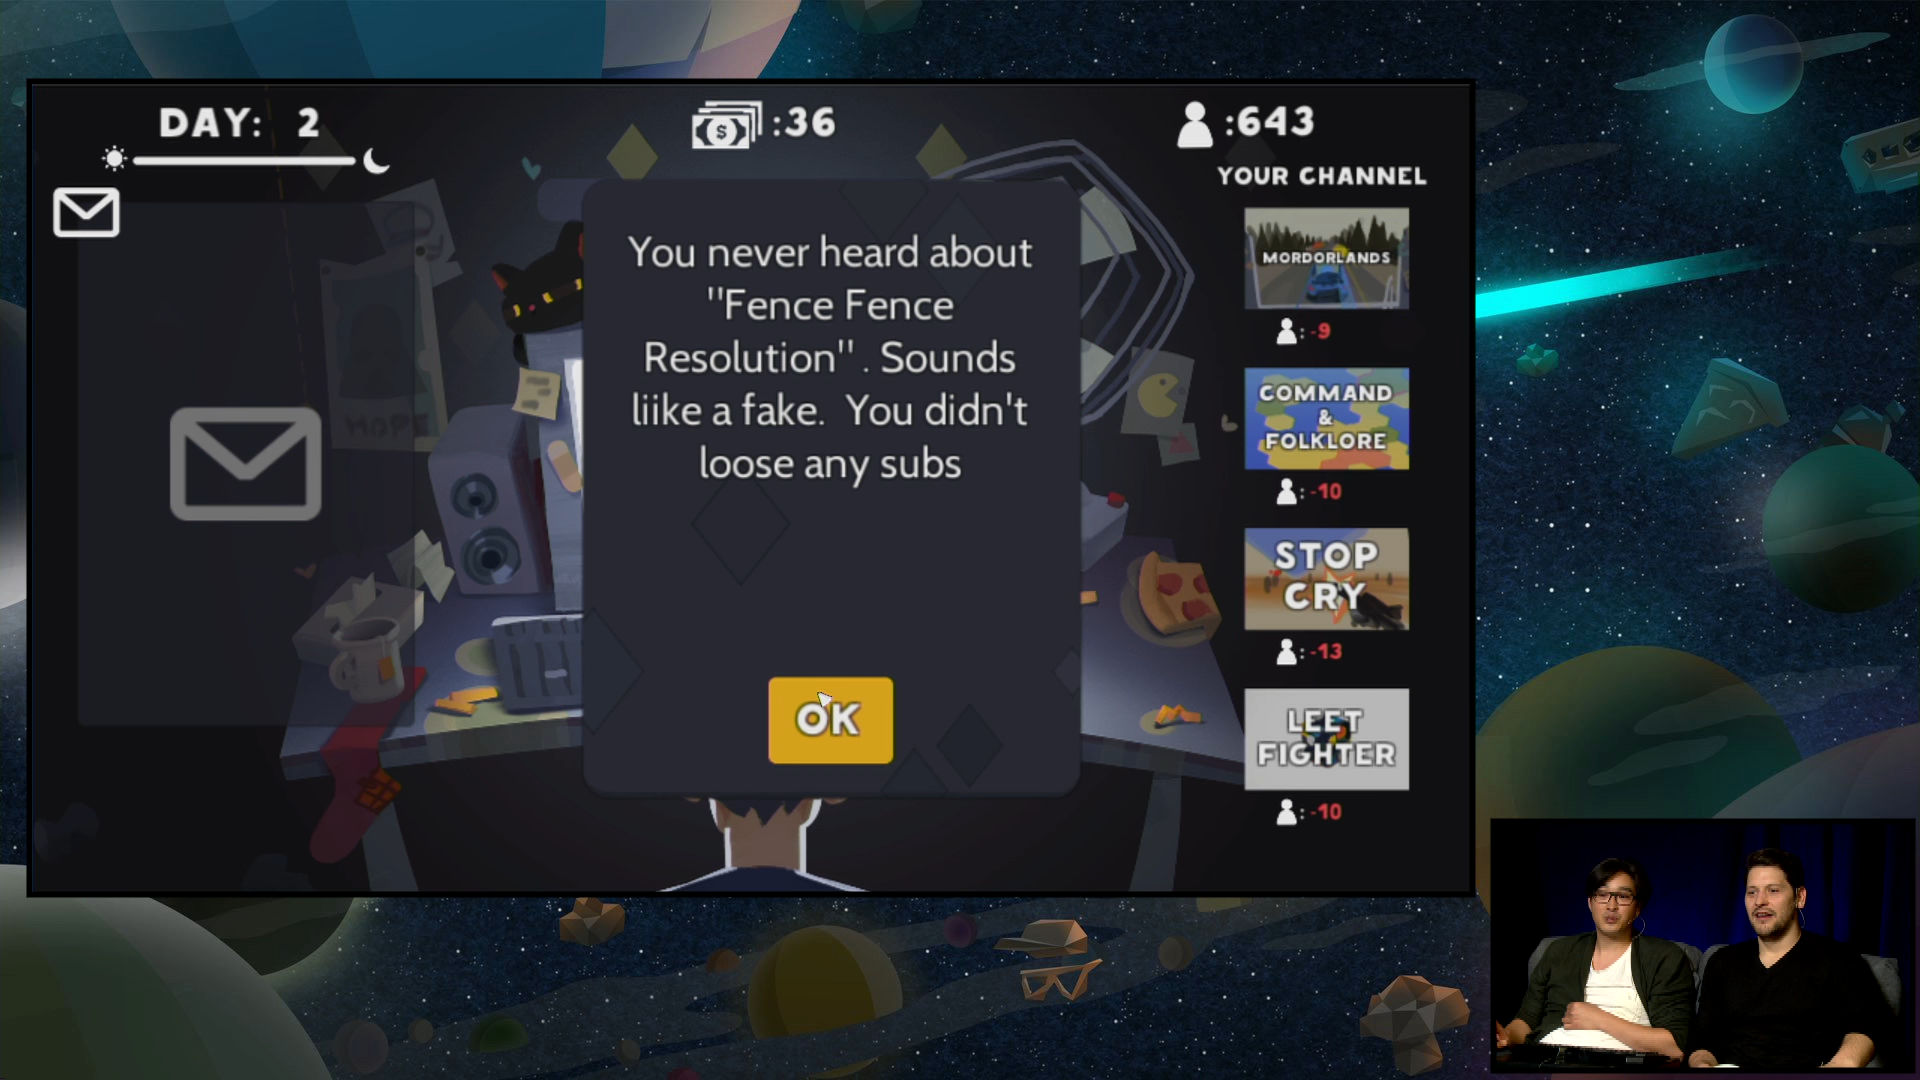 DAY: 2
:36
:643
YOUR CHANNEL
You never heard about
"Fence Fence
Resolution" . Sounds
liike a fake.  You didn't
loose any subs
OK
MORDORLANDS
: -9
COMMAND
&
FOLKLORE
: -10
STOP
CRY
: -13
LEET
FIGHTER
: -10
HOPE